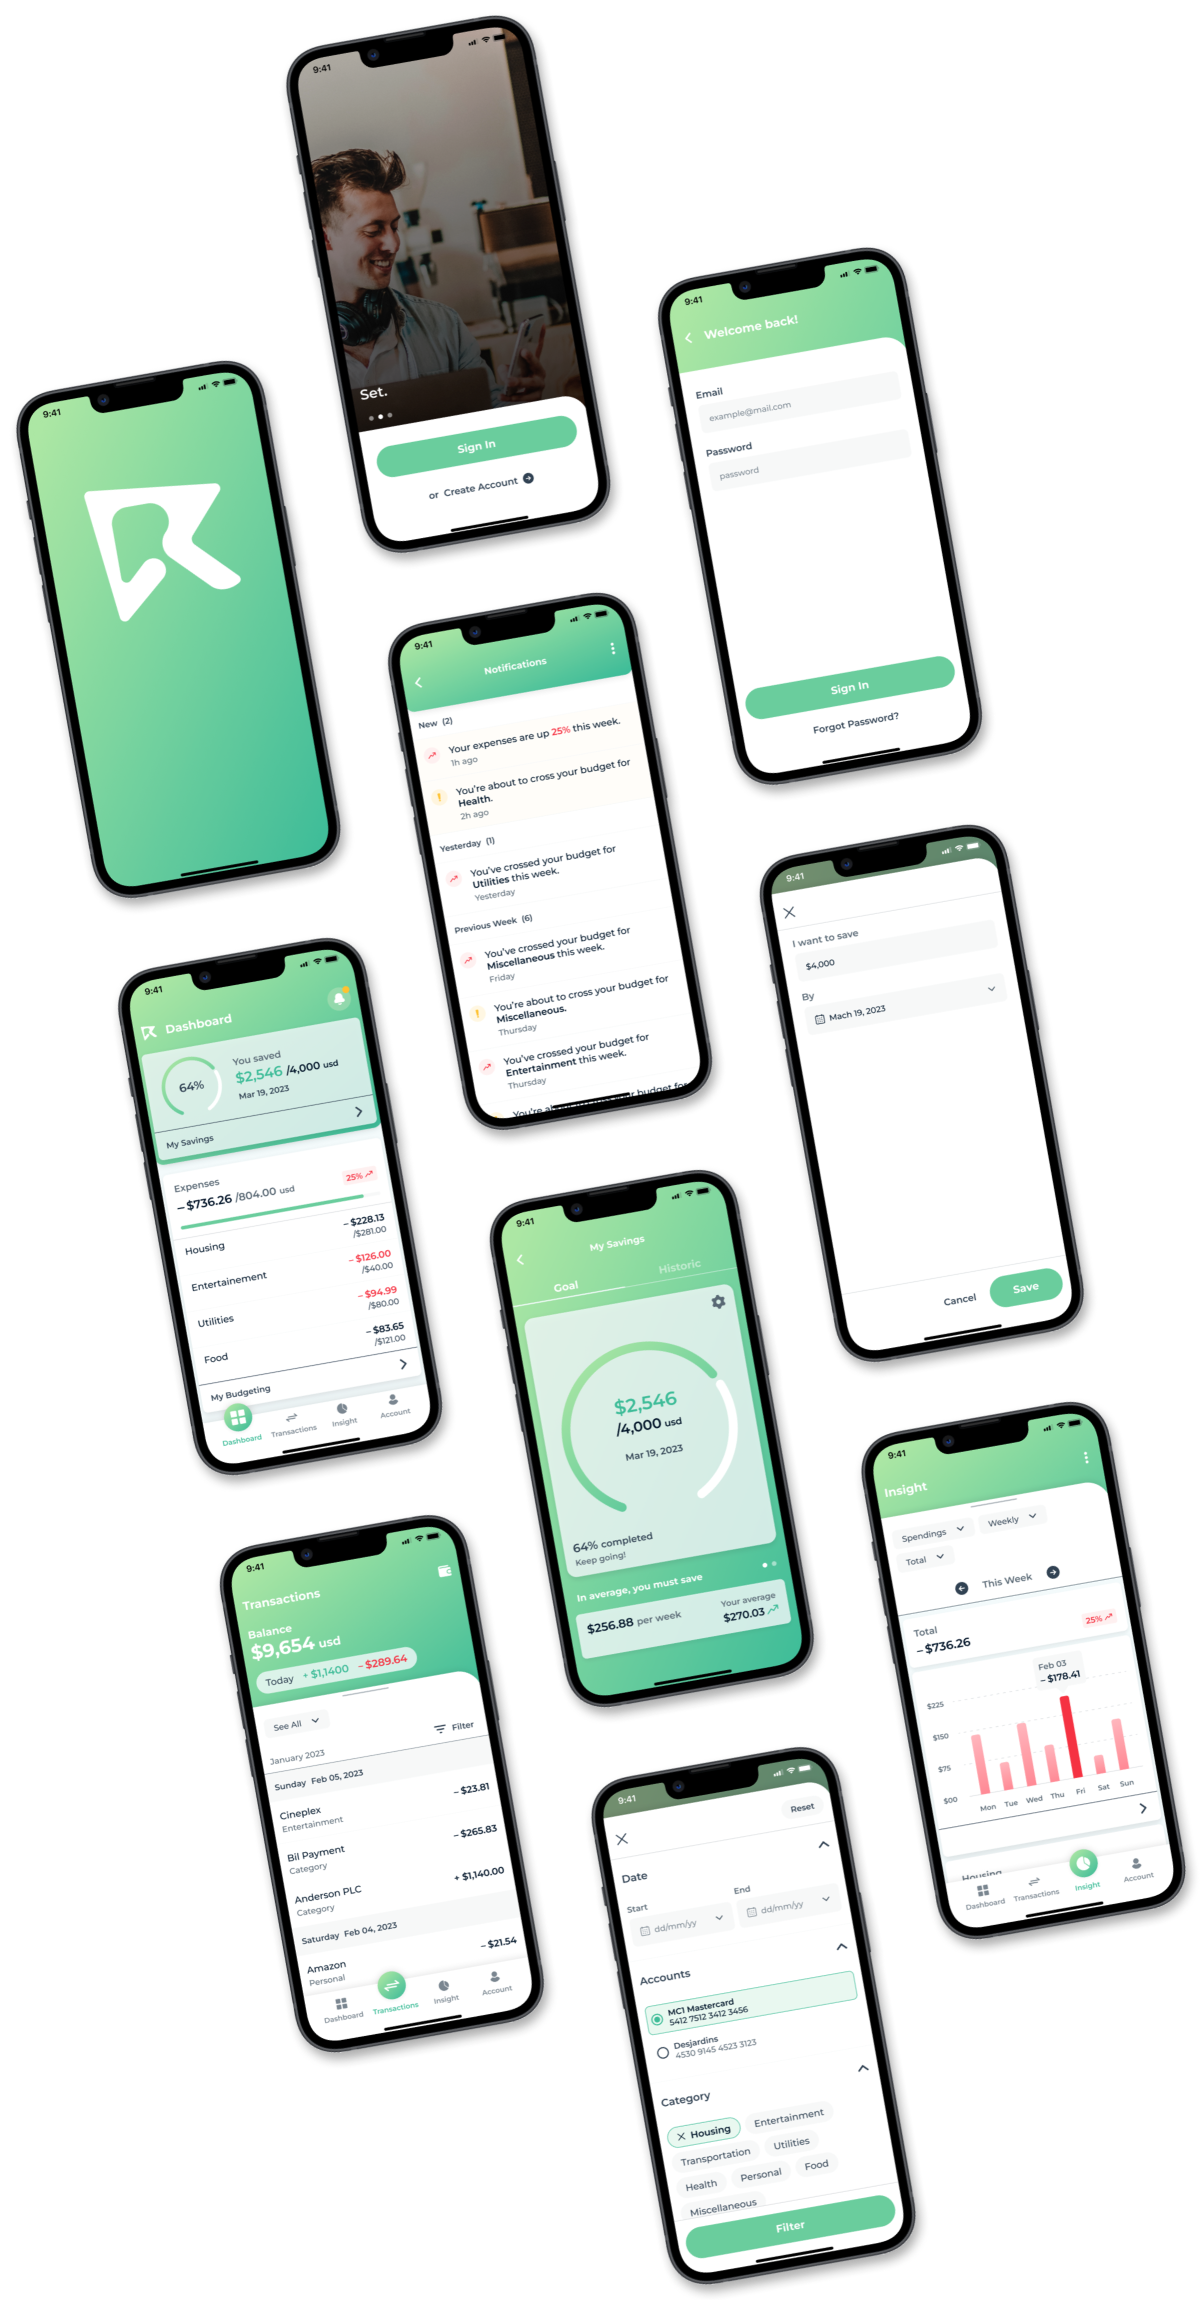 9:41
Set.
Sign In
or Create Account
9:41
Welcome back!
Email
example@mail.com
Password
password
Sign In
Forgot Password?
9:41
9:41
Notifications
New (2)
Your expenses are up 25% this week.
1h ago
You're about to cross your budget for
Health.
2h ago
Yesterday (1)
You've crossed your budget for
Utilities this week.
Yesterday
Previous Week (6)
You've crossed your budget for
Miscellaneous this week.
Friday
You're about to cross your budget for
Miscellaneous.
Thursday
You've crossed your budget for
Entertainment this week.
Thursday
You're about to cross your budget for
9:41
I want to save
$4,000
By
Mach 19, 2023
Cancel
Save
9:41
Dashboard
64%
You saved
$2,546 /4,000 usd
Mar 19, 2023
My Savings
Expenses
– $736.26 /804.00 usd
25%
Housing
– $228.13
/$281.00
Entertainement
– $126.00
/$40.00
Utilities
– $94.99
/$80.00
Food
– $83.65
/$121.00
My Budgeting
Dashboard
Transactions
Insight
Account
9:41
My Savings
Goal
Historic
$2,546
/4,000 usd
Mar 19, 2023
64% completed
Keep going!
In average, you must save
$256.88 per week
Your average
$270.03
9:41
Insight
Spendings
Weekly
Total
This Week
Total
– $736.26
25%
Feb 03
– $178.41
$225
$150
$75
$00
Mon Tue Wed Thu Fri Sat Sun
Housing
Dashboard
Transactions
Insight
Account
9:41
Transactions
Balance
$9,654 usd
Today + $1,1400 – $289.64
See All
Filter
January 2023
Sunday Feb 05, 2023
Cineplex
Entertainment
– $23.81
Bil Payment
Category
– $265.83
Anderson PLC
Category
+ $1,140.00
Saturday Feb 04, 2023
Amazon
Personal
– $21.54
Dashboard
Transactions
Insight
Account
9:41
Reset
Date
Start
End
dd/mm/yy
dd/mm/yy
Accounts
MC1 Mastercard
5412 7512 3412 3456
Desjardins
4530 9145 4523 3123
Category
Housing
Entertainment
Transportation
Utilities
Health
Personal
Food
Miscellaneous
Filter